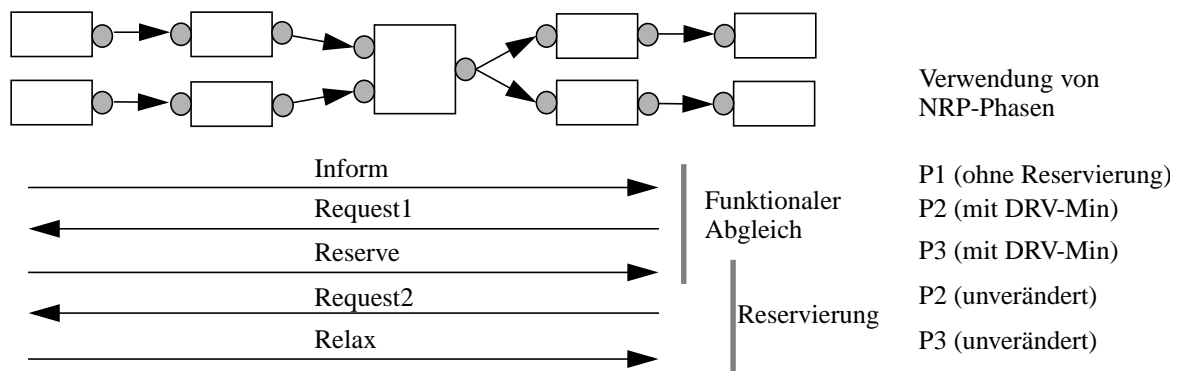 Verwendung von
NRP-Phasen
Inform
P1 (ohne Reservierung)
Funktionaler
Abgleich
Request1
P2 (mit DRV-Min)
Reserve
P3 (mit DRV-Min)
Request2
P2 (unverändert)
Reservierung
Relax
P3 (unverändert)